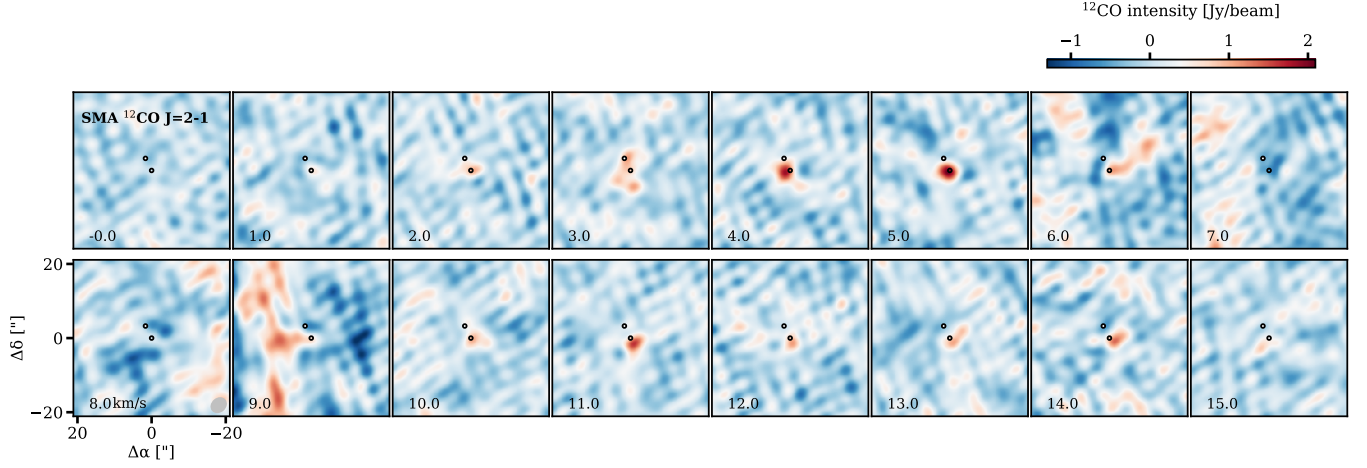 ¹²CO intensity [Jy/beam]
−1 0 1 2
SMA ¹²CO J=2-1
-0.0 1.0 2.0 3.0 4.0 5.0 6.0 7.0
20
0
−20
Δδ ["]
8.0km/s 9.0 10.0 11.0 12.0 13.0 14.0 15.0
20 0 −20
Δα ["]